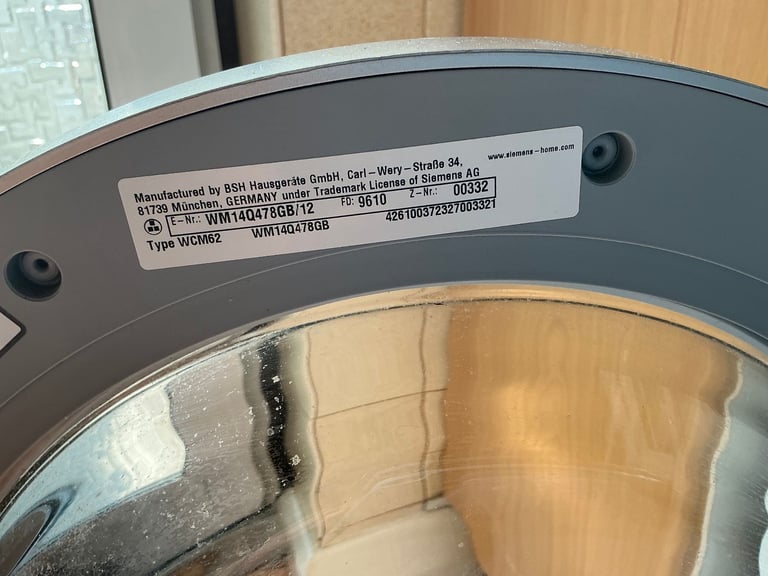 www.siemens-home.com
Manufactured by BSH Hausgeräte GmbH, Carl-Wery-Straße 34,
81739 München, GERMANY under Trademark License of Siemens AG
E-Nr.: WM14Q478GB/12 FD: 9610 Z-Nr.: 00332
Type WCM62 WM14Q478GB 426100372327003321